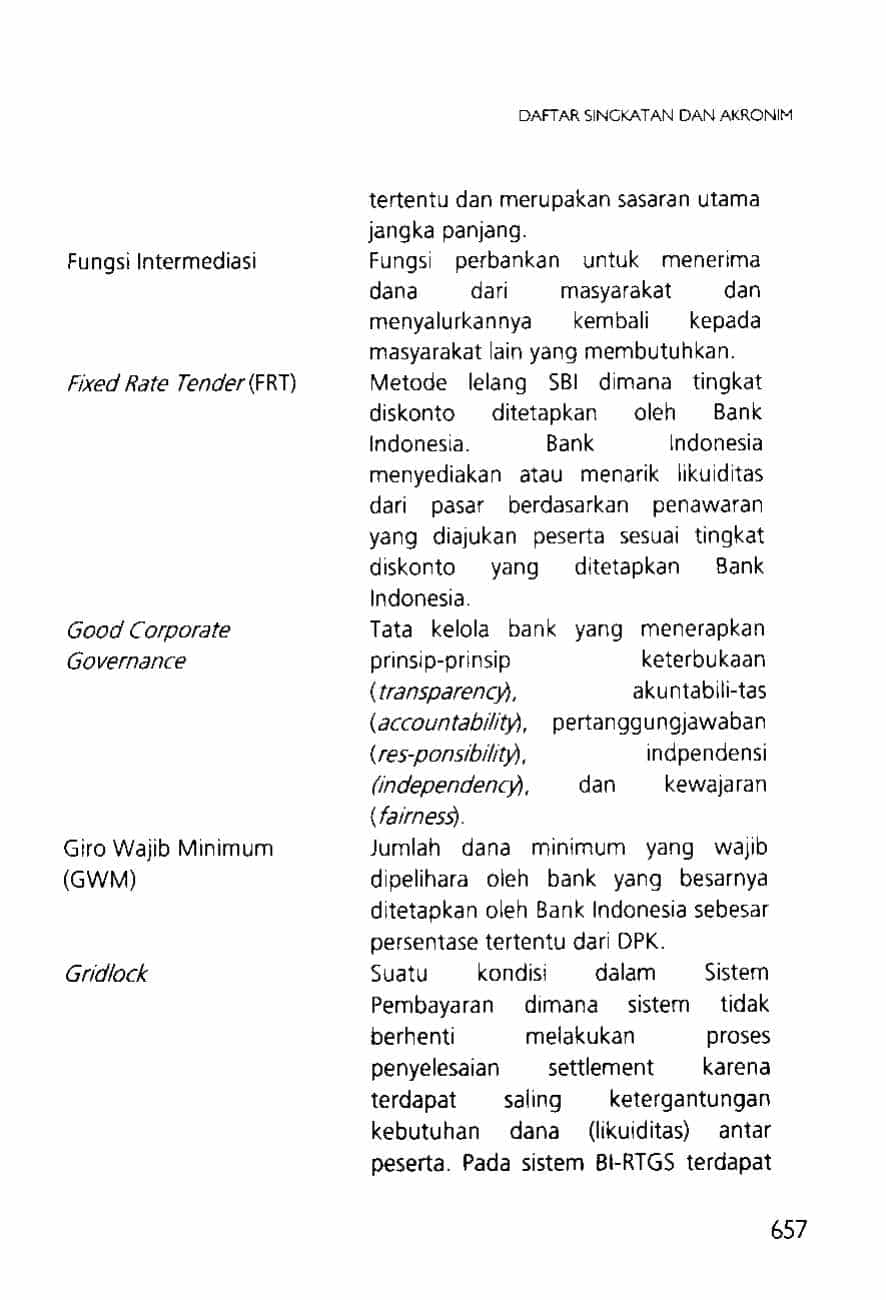 DAFTAR SINGKATAN DAN AKRONIM
tertentu dan merupakan sasaran utama
jangka panjang.
Fungsi Intermediasi Fungsi perbankan untuk menerima
dana dari masyarakat dan
menyalurkannya kembali kepada
masyarakat lain yang membutuhkan.
Fixed Rate Tender (FRT) Metode lelang SBI dimana tingkat
diskonto ditetapkan oleh Bank
Indonesia. Bank Indonesia
menyediakan atau menarik likuiditas
dari pasar berdasarkan penawaran
yang diajukan peserta sesuai tingkat
diskonto yang ditetapkan Bank
Indonesia.
Good Corporate Tata kelola bank yang menerapkan
Governance prinsip-prinsip keterbukaan
(transparency), akuntabili-tas
(accountability), pertanggungjawaban
(res-ponsibility), indpendensi
(independency), dan kewajaran
(fairness).
Giro Wajib Minimum Jumlah dana minimum yang wajib
(GWM) dipelihara oleh bank yang besarnya
ditetapkan oleh Bank Indonesia sebesar
persentase tertentu dari DPK.
Gridlock Suatu kondisi dalam Sistem
Pembayaran dimana sistem tidak
berhenti melakukan proses
penyelesaian settlement karena
terdapat saling ketergantungan
kebutuhan dana (likuiditas) antar
peserta. Pada sistem BI-RTGS terdapat
657